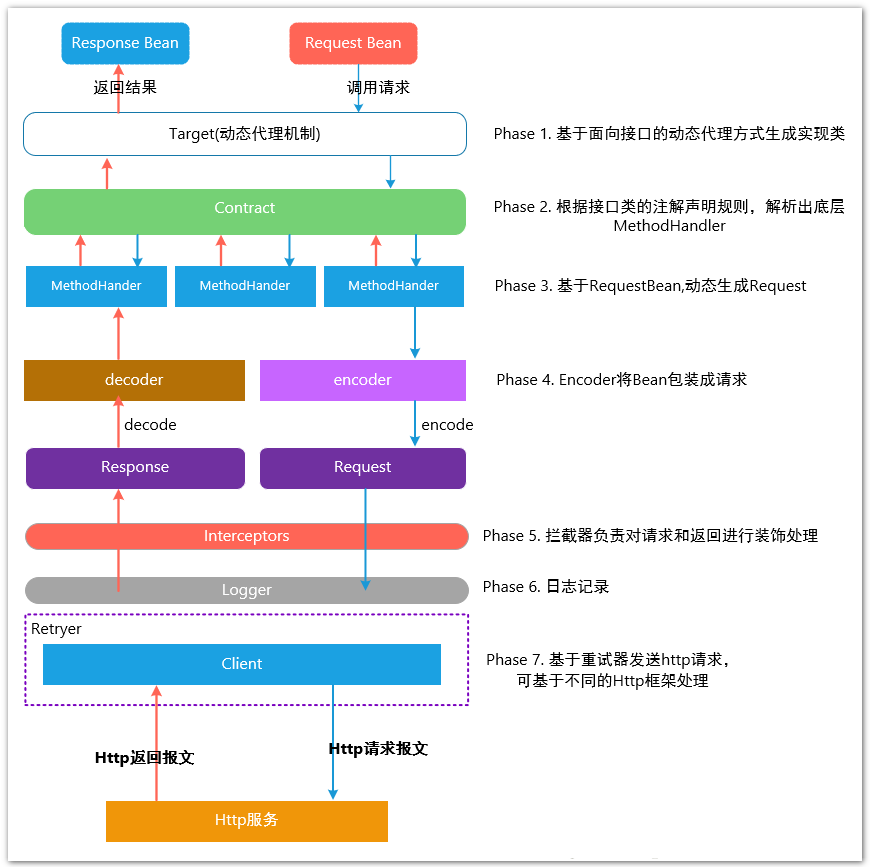 Response Bean
Request Bean
返回结果
调用请求
Target(动态代理机制)
Phase 1. 基于面向接口的动态代理方式生成实现类
Contract
Phase 2. 根据接口类的注解声明规则，解析出底层
MethodHandler
MethodHander
MethodHander
MethodHander
Phase 3. 基于RequestBean,动态生成Request
decoder
encoder
Phase 4. Encoder将Bean包装成请求
decode
encode
Response
Request
Interceptors
Phase 5. 拦截器负责对请求和返回进行装饰处理
Logger
Phase 6. 日志记录
Retryer
Client
Phase 7. 基于重试器发送http请求，
可基于不同的Http框架处理
Http返回报文
Http请求报文
Http服务